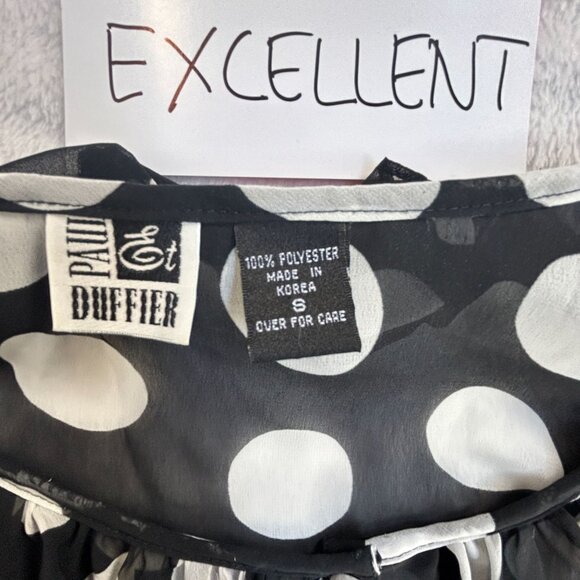 EXCELLENT
PAUL
Et
DUFFIER
100% POLYESTER
MADE IN
KOREA
S
OVER FOR CARE